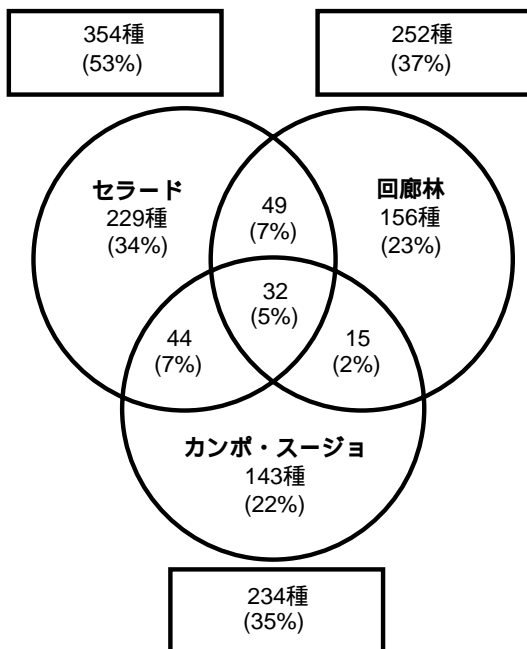 354種
(53%)
252種
(37%)
セラード
229種
(34%)
49
(7%)
回廊林
156種
(23%)
32
(5%)
44
(7%)
15
(2%)
カンポ・スージョ
143種
(22%)
234種
(35%)